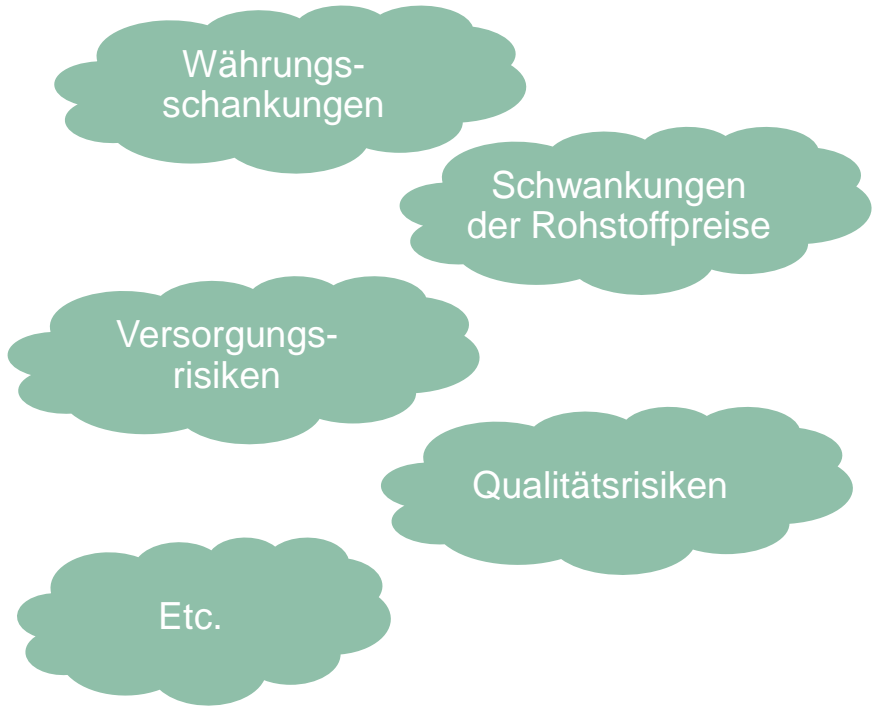 Währungs-
schankungen
Schwankungen
der Rohstoffpreise
Versorgungs-
risiken
Qualitätsrisiken
Etc.